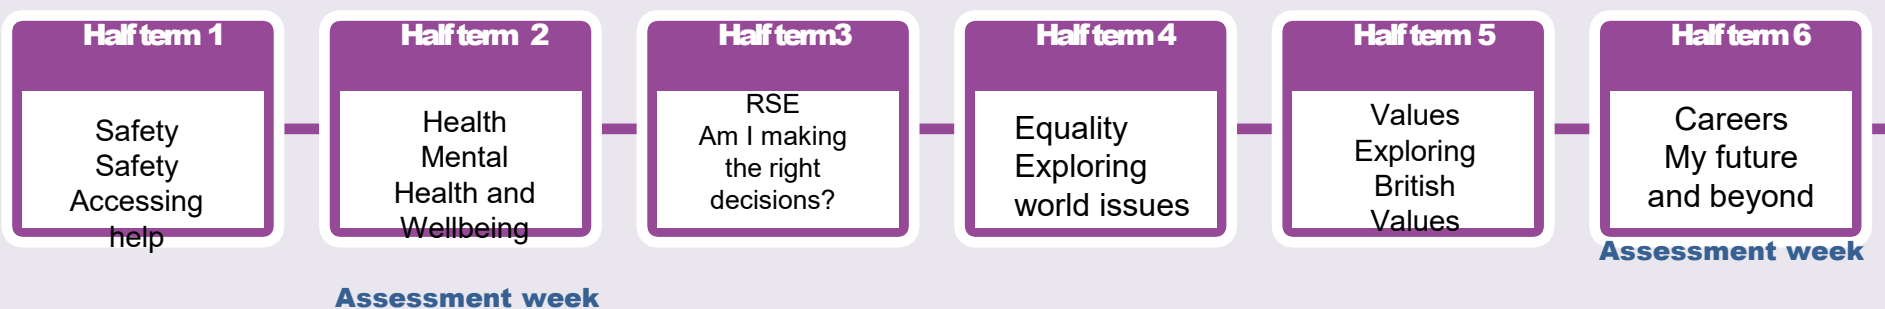 Half term 1
Safety
Safety
Accessing
help
Half term 2
Health
Mental
Health and
Wellbeing
Assessment week
Half term3
RSE
Am I making
the right
decisions?
Half term 4
Equality
Exploring
world issues
Half term 5
Values
Exploring
British
Values
Half term 6
Careers
My future
and beyond
Assessment week